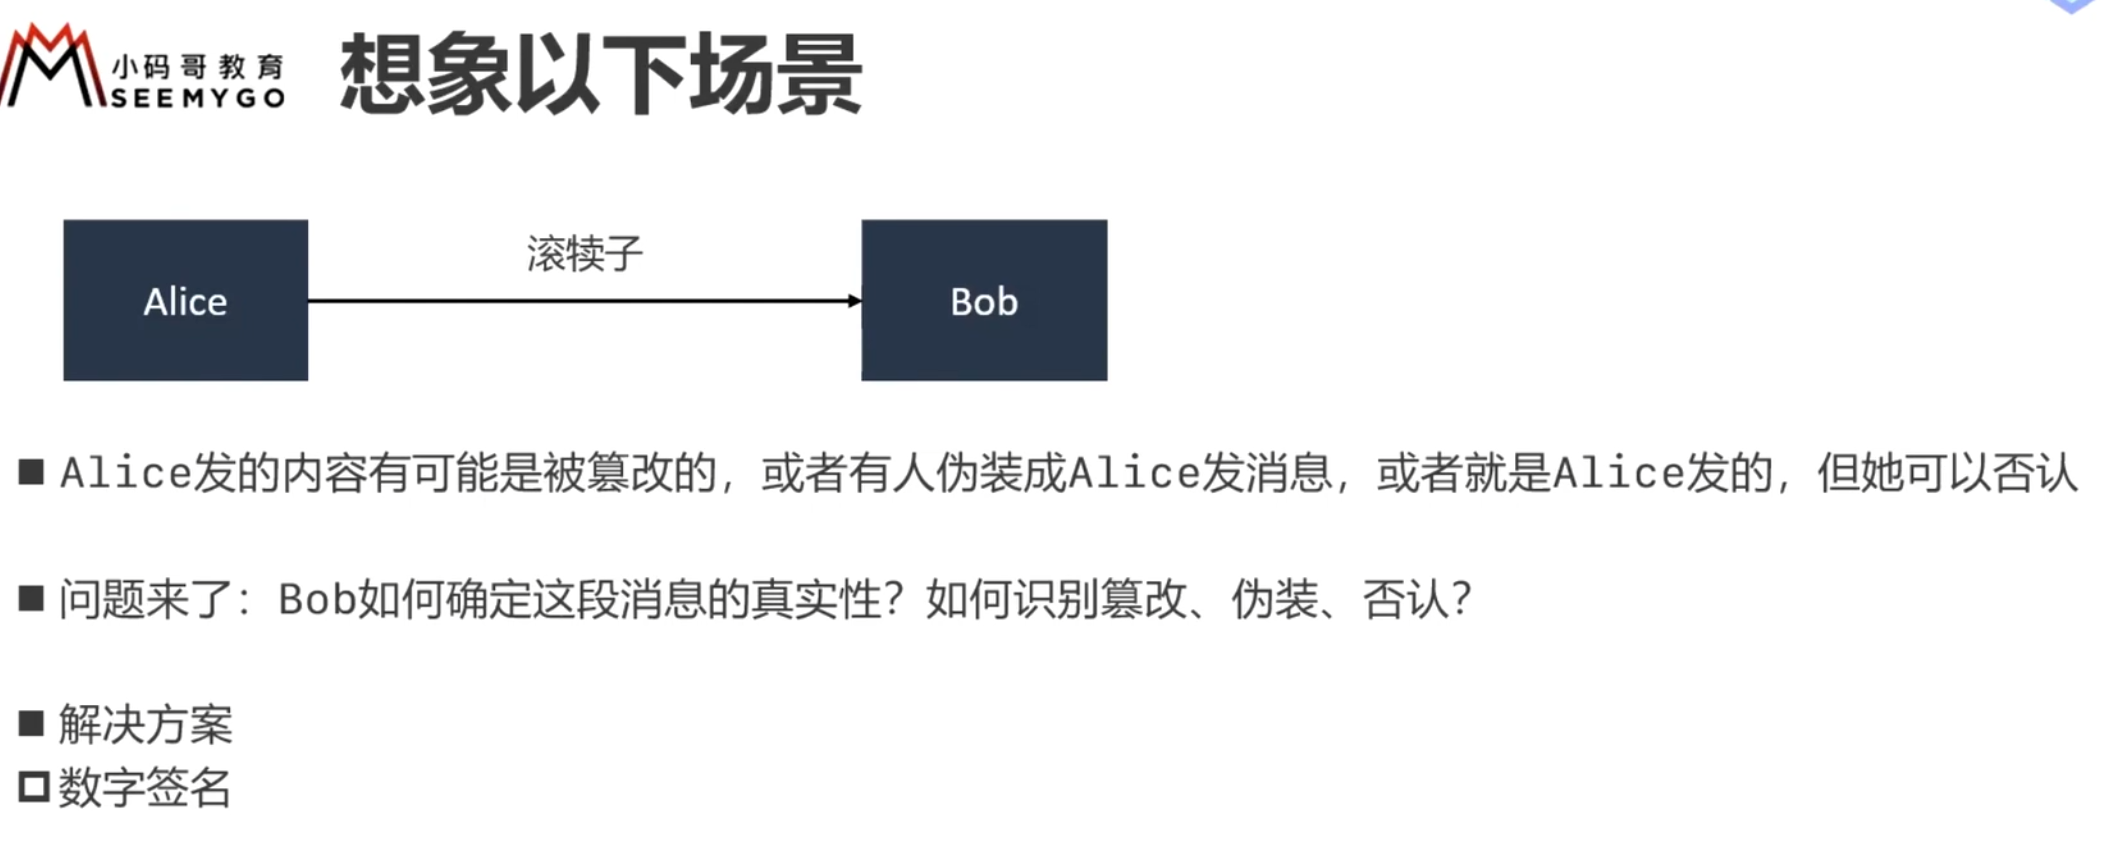 小码哥教育
SEEMYGO
想象以下场景
滚犊子
Alice
Bob
Alice发的内容有可能是被篡改的，或者有人伪装成Alice发消息，或者就是Alice发的，但她可以否认
问题来了：Bob如何确定这段消息的真实性？如何识别篡改、伪装、否认？
解决方案
数字签名